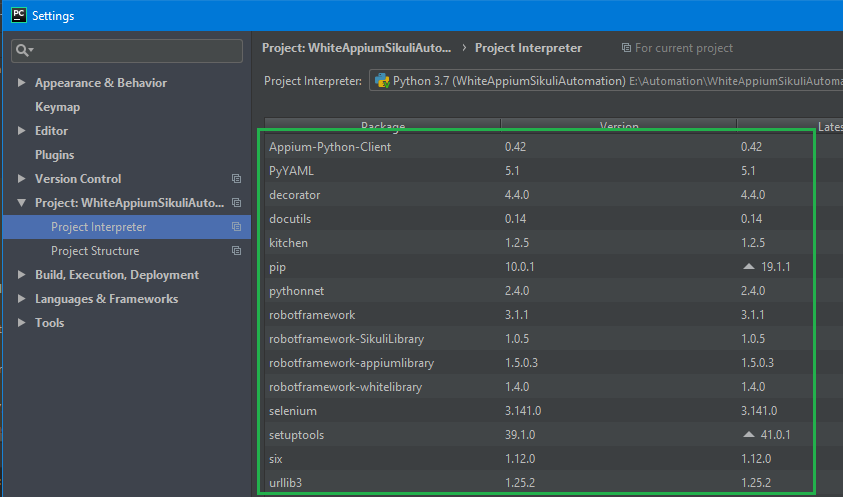 PC Settings
Project: WhiteAppiumSikuliAuto... › Project Interpreter For current project
Appearance & Behavior
Keymap
Editor
Plugins
Version Control
Project: WhiteAppiumSikuliAuto...
Project Interpreter
Project Structure
Build, Execution, Deployment
Languages & Frameworks
Tools
Project Interpreter: Python 3.7 (WhiteAppiumSikuliAutomation) E:\Automation\WhiteAppiumSikuliAutoma
Package Version Lates
Appium-Python-Client 0.42 0.42
PyYAML 5.1 5.1
decorator 4.4.0 4.4.0
docutils 0.14 0.14
kitchen 1.2.5 1.2.5
pip 10.0.1 19.1.1
pythonnet 2.4.0 2.4.0
robotframework 3.1.1 3.1.1
robotframework-SikuliLibrary 1.0.5 1.0.5
robotframework-appiumlibrary 1.5.0.3 1.5.0.3
robotframework-whitelibrary 1.4.0 1.4.0
selenium 3.141.0 3.141.0
setuptools 39.1.0 41.0.1
six 1.12.0 1.12.0
urllib3 1.25.2 1.25.2